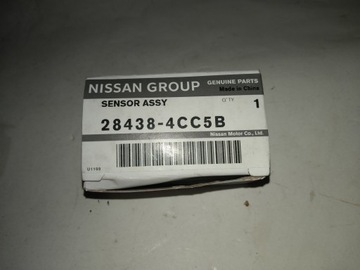 NISSAN GROUP
GENUINE PARTS
Made in China
SENSOR ASSY
Q'TY
1
28438-4CC5B
Nissan Motor Co., Ltd.